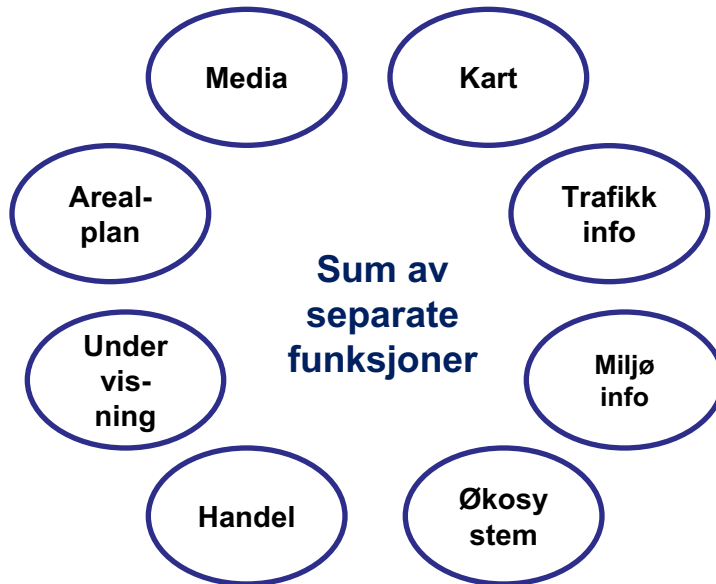 Media
Kart
Areal-
plan
Trafikk
info
Sum av
separate
funksjoner
Under
vis-
ning
Miljø
info
Handel
Økosy
stem